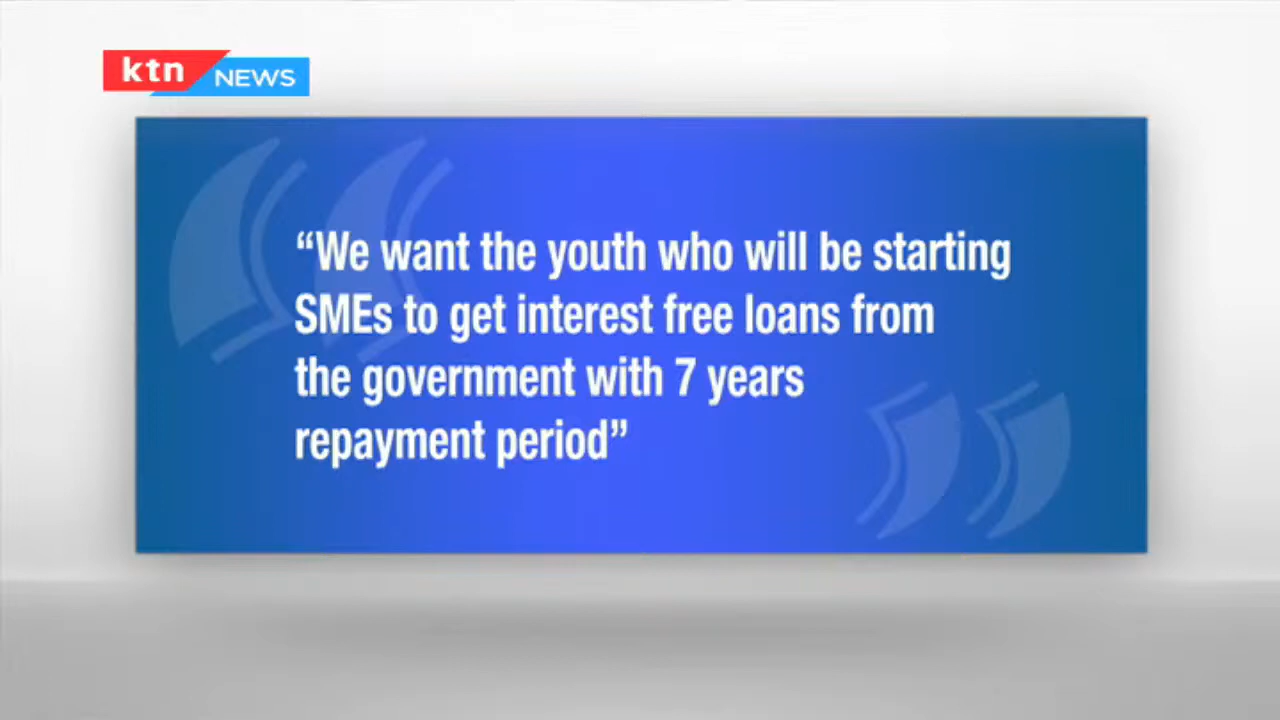 ktn NEWS
“We want the youth who will be starting
SMEs to get interest free loans from
the government with 7 years
repayment period”